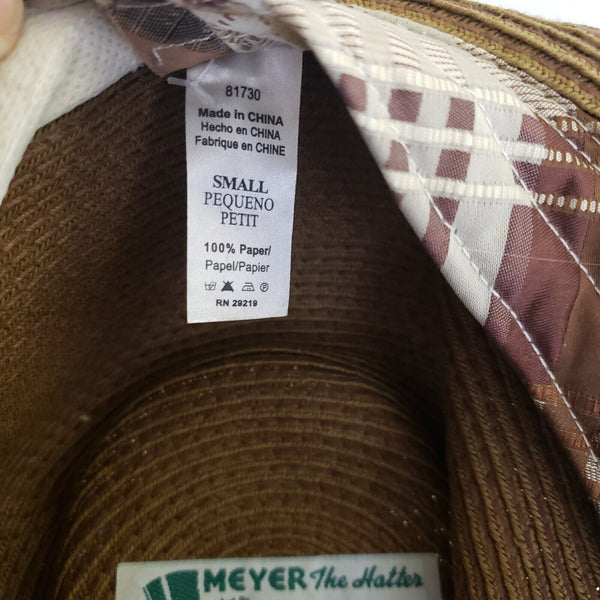 81730
Made in CHINA
Hecho en CHINA
Fabrique en CHINE
SMALL
PEQUENO
PETIT
100% Paper/
Papel/Papier
RN 29219
MEYER The Hatter